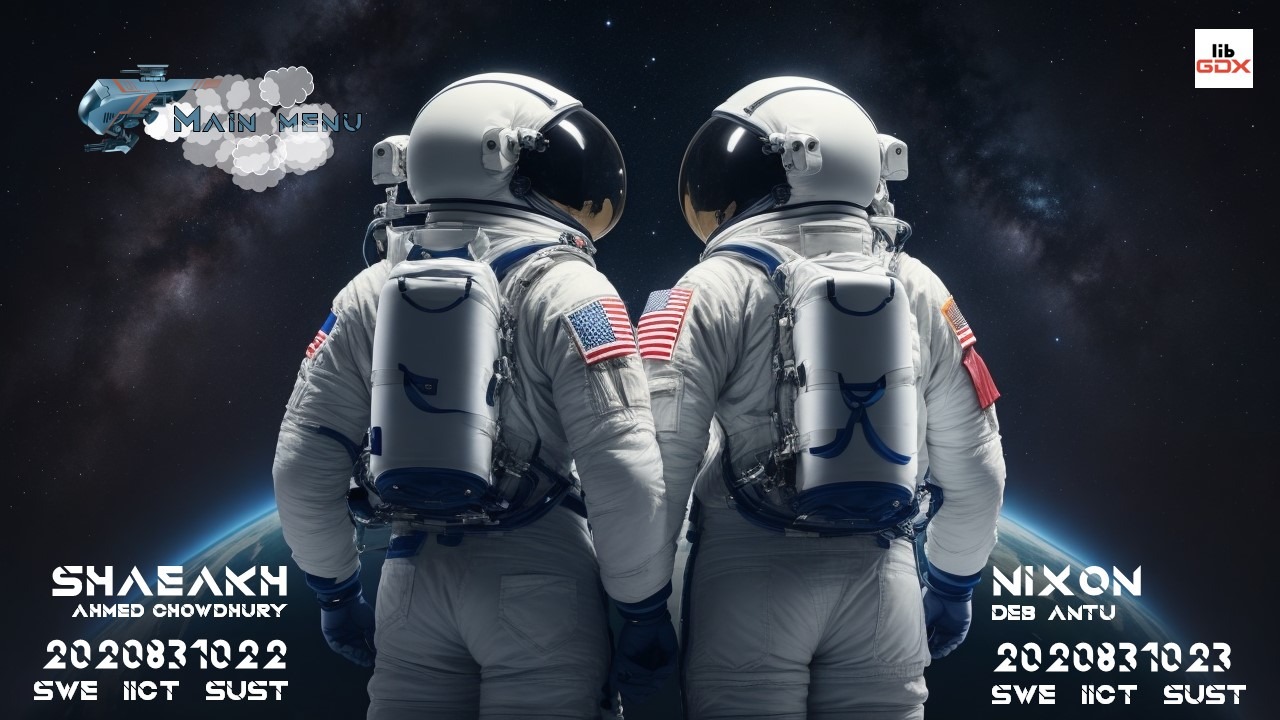 lib
GDX
Main menu
SHAEAKH
AHMED CHOWDHURY
2020831022
SWE IICT SUST
NIXON
DEB ANTU
2020831023
SWE IICT SUST